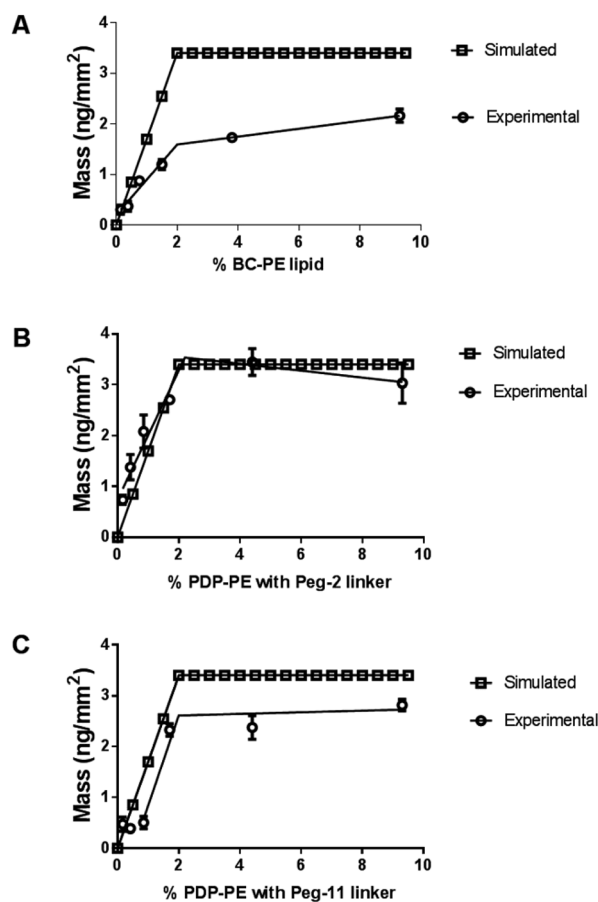 A
Mass (ng/mm²)
4
3
2
1
0
0 2 4 6 8 10
% BC-PE lipid
Simulated
Experimental
B
Mass (ng/mm²)
4
3
2
1
0
0 2 4 6 8 10
% PDP-PE with Peg-2 linker
Simulated
Experimental
C
Mass (ng/mm²)
4
3
2
1
0
0 2 4 6 8 10
% PDP-PE with Peg-11 linker
Simulated
Experimental